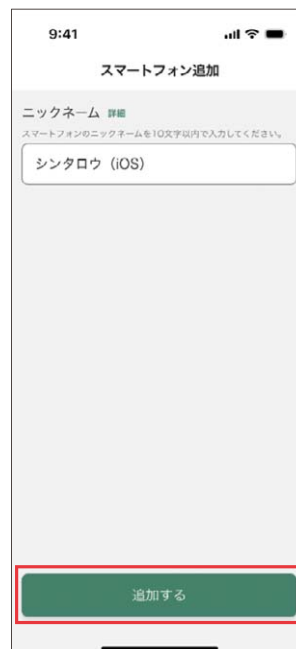 9:41
スマートフォン追加
ニックネーム 詳細
スマートフォンのニックネームを10文字以内で入力してください。
シンタロウ（iOS）
追加する